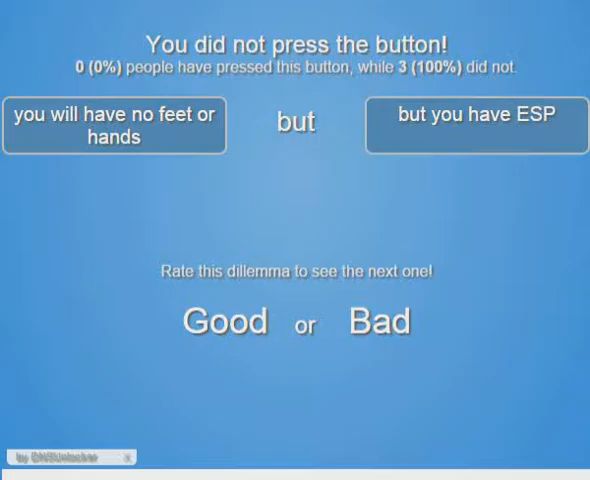 You did not press the button!
0 (0%) people have pressed this button, while 3 (100%) did not.
you will have no feet or
hands
but
but you have ESP
Rate this dillemma to see the next one!
Good or Bad
by DNSUnlocker x